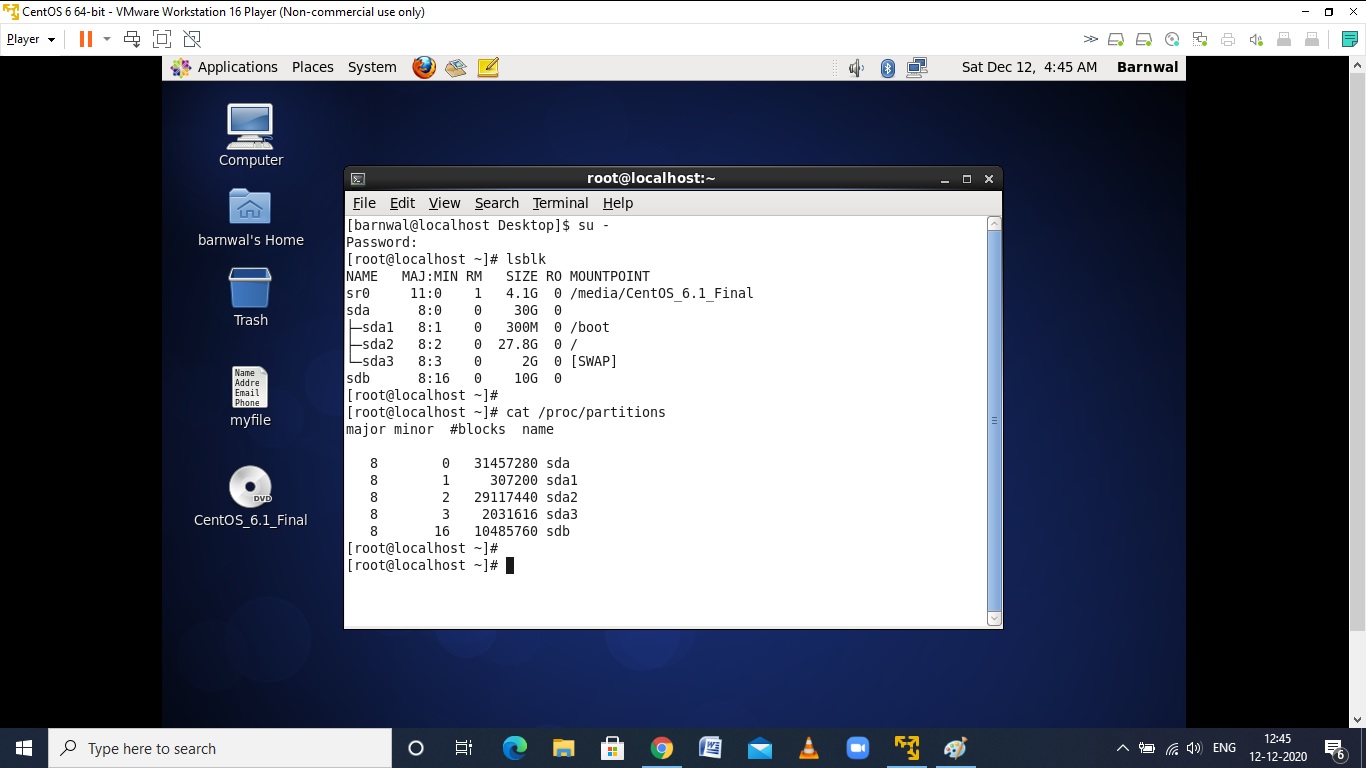 CentOS 6 64-bit - VMware Workstation 16 Player (Non-commercial use only)
Player
Applications Places System Sat Dec 12, 4:45 AM Barnwal
Computer
barnwal's Home
Trash
Name
Addre
Email
Phone
myfile
DVD
CentOS_6.1_Final
root@localhost:~
File Edit View Search Terminal Help
[barnwal@localhost Desktop]$ su -
Password:
[root@localhost ~]# lsblk
NAME   MAJ:MIN RM   SIZE RO MOUNTPOINT
sr0     11:0    1   4.1G  0 /media/CentOS_6.1_Final
sda      8:0    0    30G  0
├─sda1   8:1    0   300M  0 /boot
├─sda2   8:2    0  27.8G  0 /
└─sda3   8:3    0     2G  0 [SWAP]
sdb      8:16   0    10G  0
[root@localhost ~]#
[root@localhost ~]# cat /proc/partitions
major minor  #blocks  name
   8        0   31457280 sda
   8        1     307200 sda1
   8        2   29117440 sda2
   8        3    2031616 sda3
   8       16   10485760 sdb
[root@localhost ~]#
[root@localhost ~]#
Type here to search
ENG
12:45
12-12-2020
6